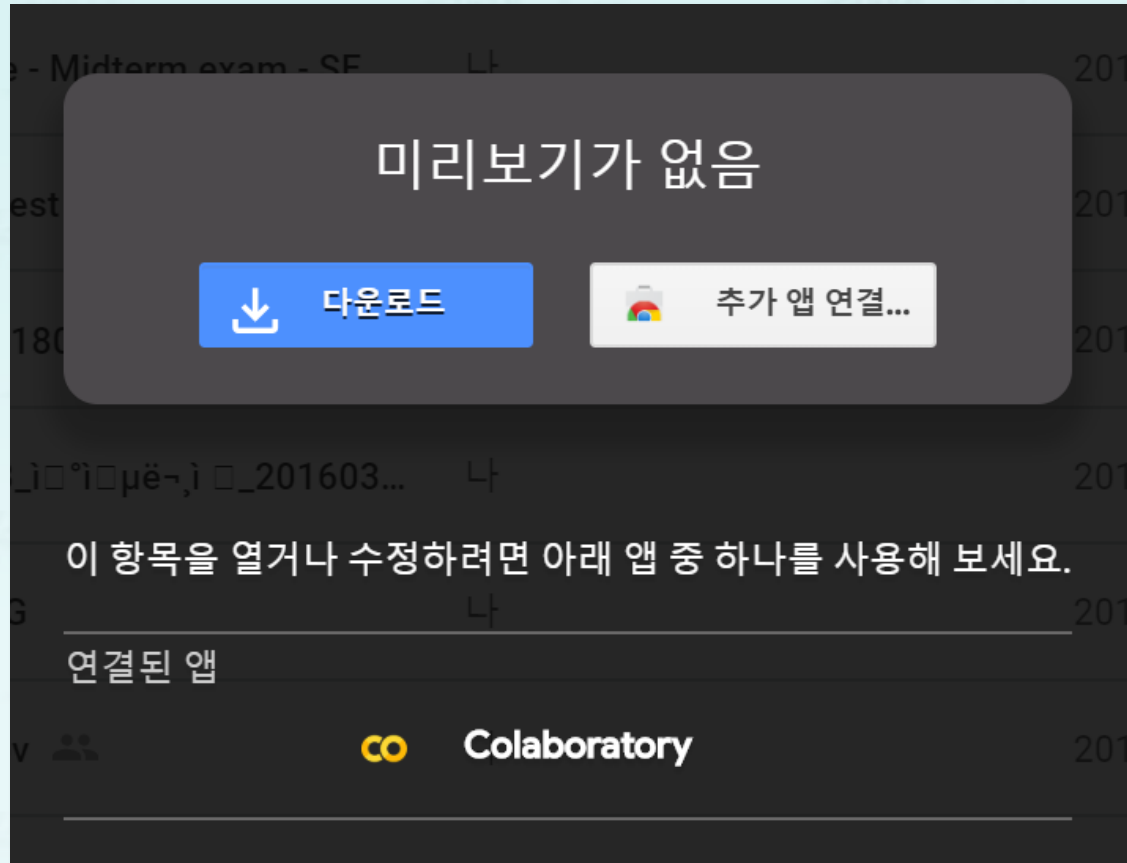 - Midterm exam - SF
나
201
미리보기가 없음
est
201
다운로드
추가 앱 연결...
180
201
_201603...
나
201
이 항목을 열거나 수정하려면 아래 앱 중 하나를 사용해 보세요.
G
나
201
연결된 앱
v
CO Colaboratory
201